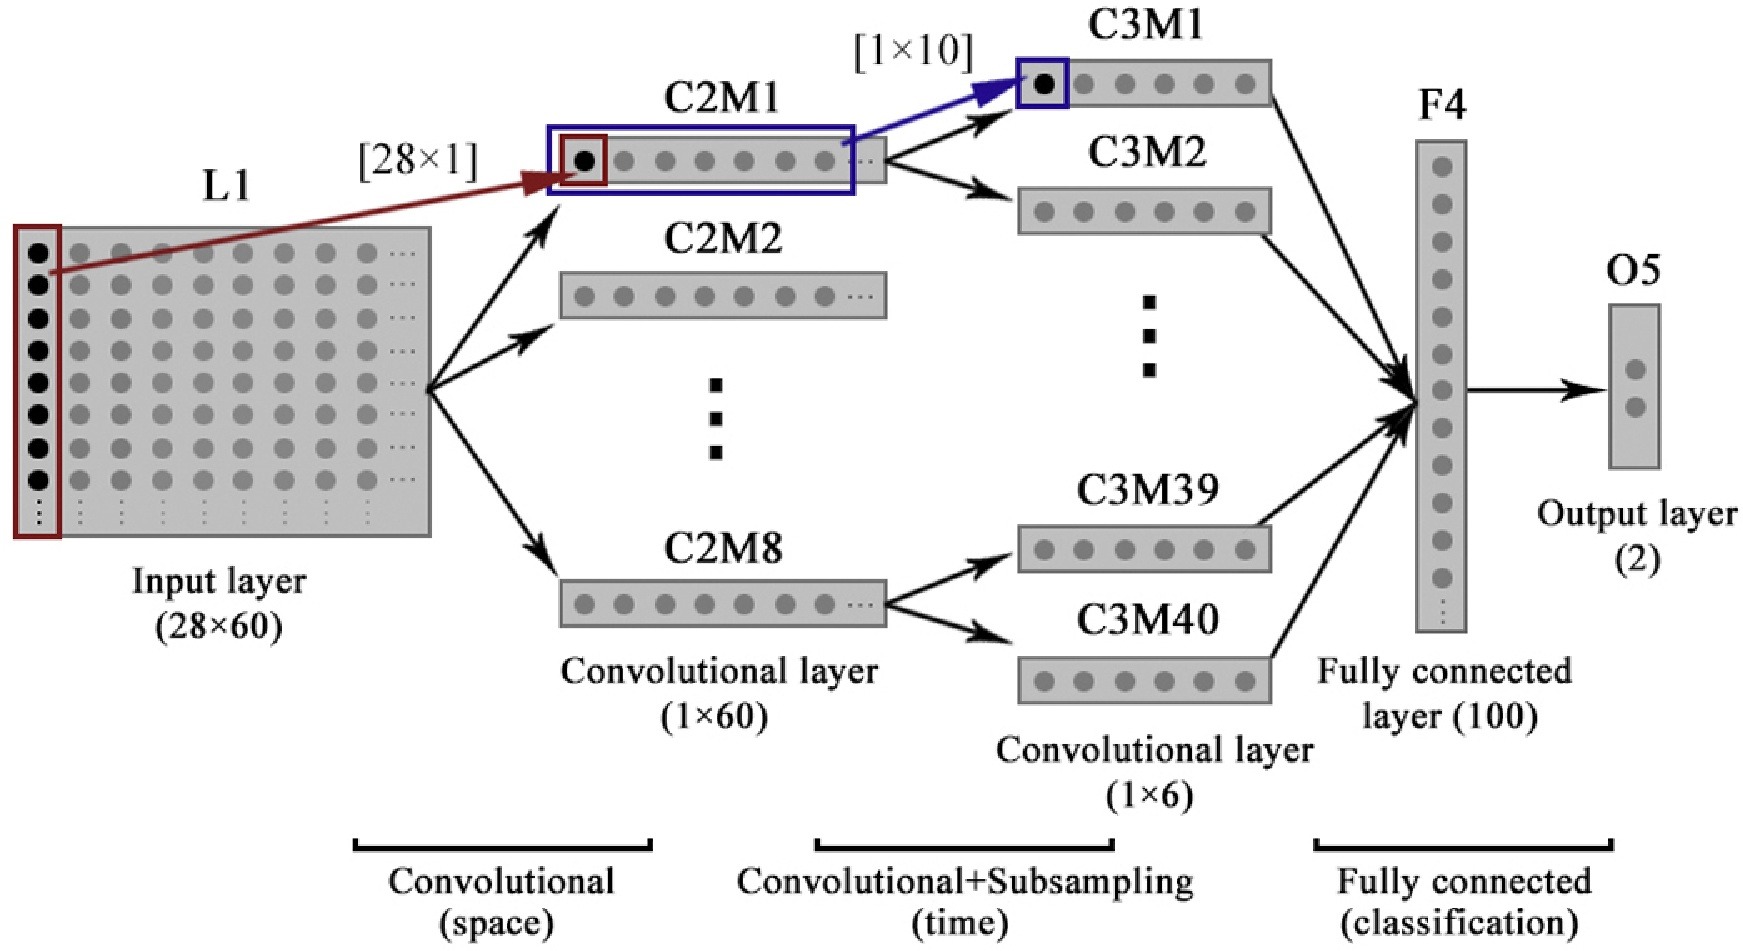 C3M1
[1×10]
C2M1
F4
[28×1]
C3M2
L1
C2M2
O5
C3M39
Output layer
(2)
C2M8
Input layer
(28×60)
C3M40
Convolutional layer
(1×60)
Fully connected
layer (100)
Convolutional layer
(1×6)
Convolutional
(space)
Convolutional+Subsampling
(time)
Fully connected
(classification)